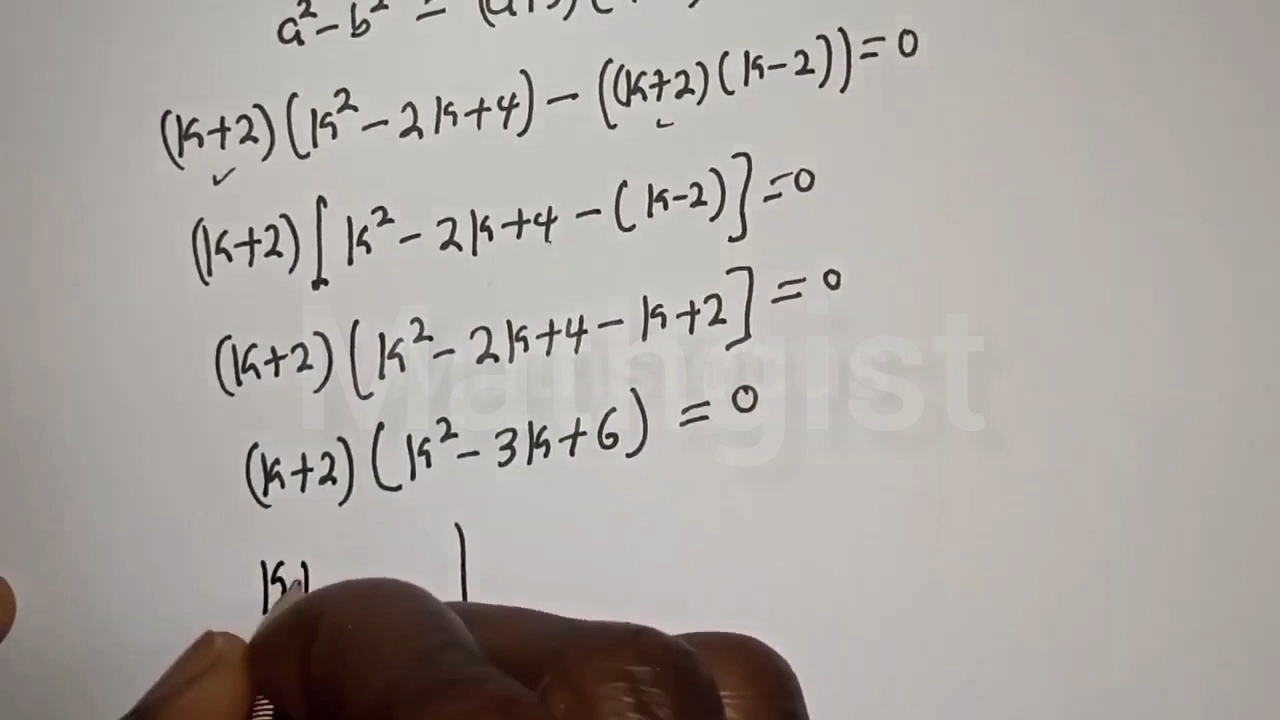 a² - b² =
(k+2)(k² - 2k+4) - ((k+2)(k-2)) = 0
(k+2)[k² - 2k+4 - (k-2)] = 0
(k+2)(k² - 2k+4 - k+2] = 0
(k+2)(k² - 3k+6) = 0
Mathgist